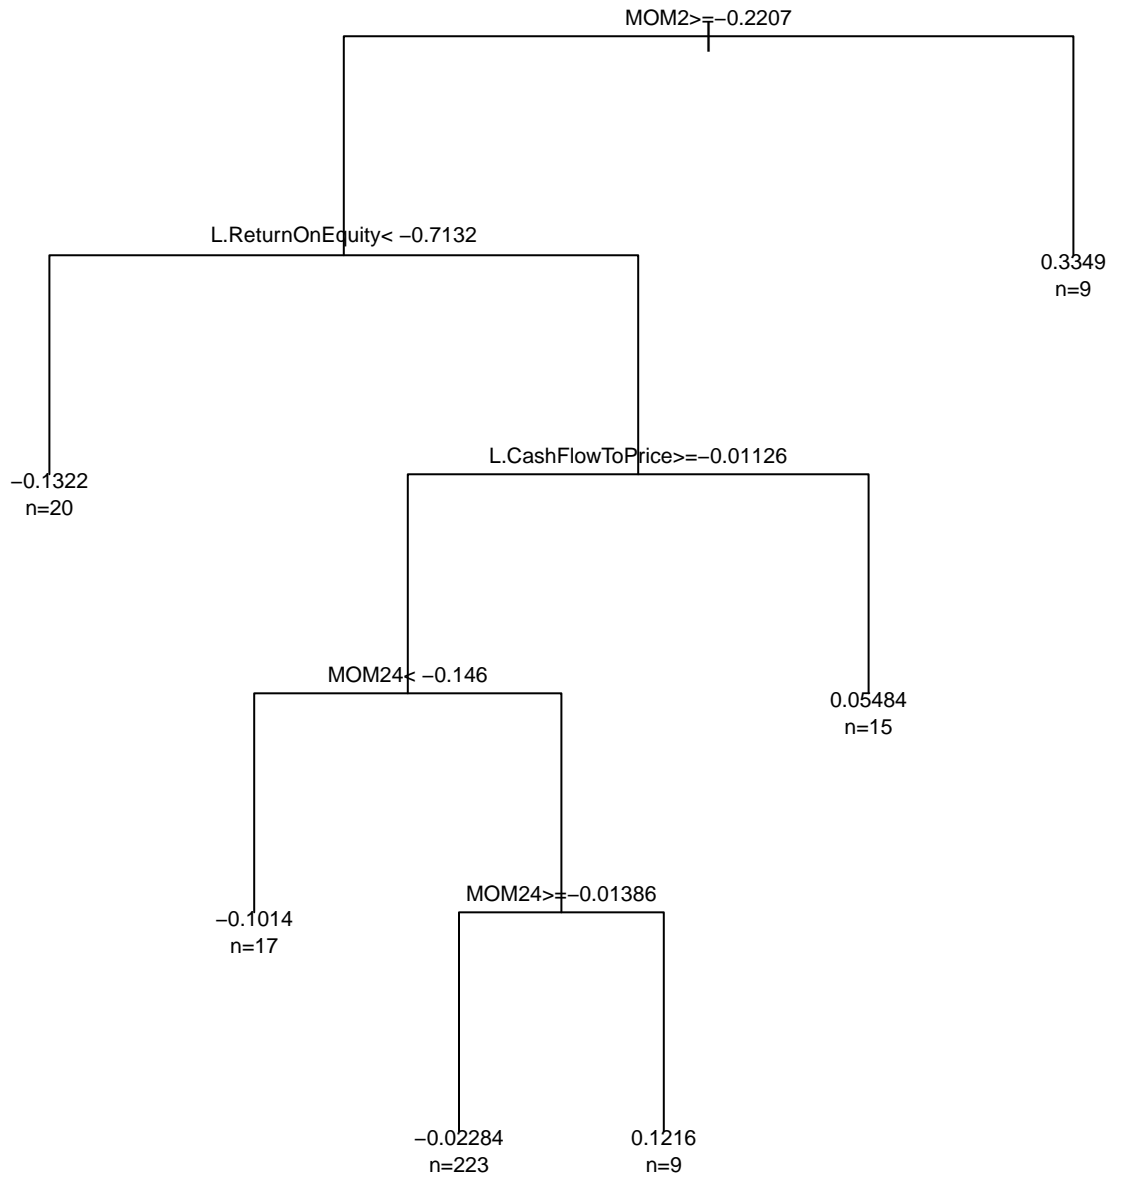 MOM2>=−0.2207
L.ReturnOnEquity< −0.7132
0.3349
n=9
L.CashFlowToPrice>=−0.01126
−0.1322
n=20
MOM24< −0.146
0.05484
n=15
MOM24>=−0.01386
−0.1014
n=17
−0.02284
n=223
0.1216
n=9